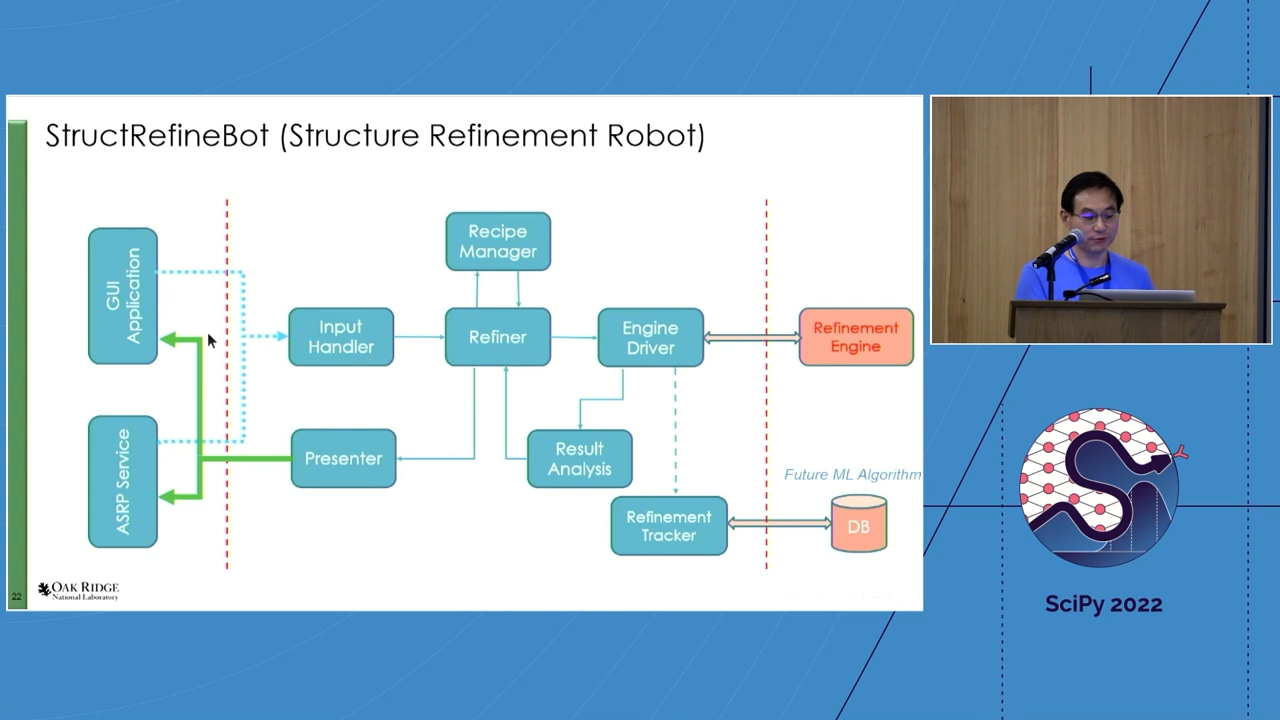 StructRefineBot (Structure Refinement Robot)
GUI
Application
ASRP Service
Input
Handler
Recipe
Manager
Refiner
Engine
Driver
Refinement
Engine
Presenter
Result
Analysis
Refinement
Tracker
Future ML Algorithm
DB
22
OAK RIDGE
National Laboratory
SciPy 2022